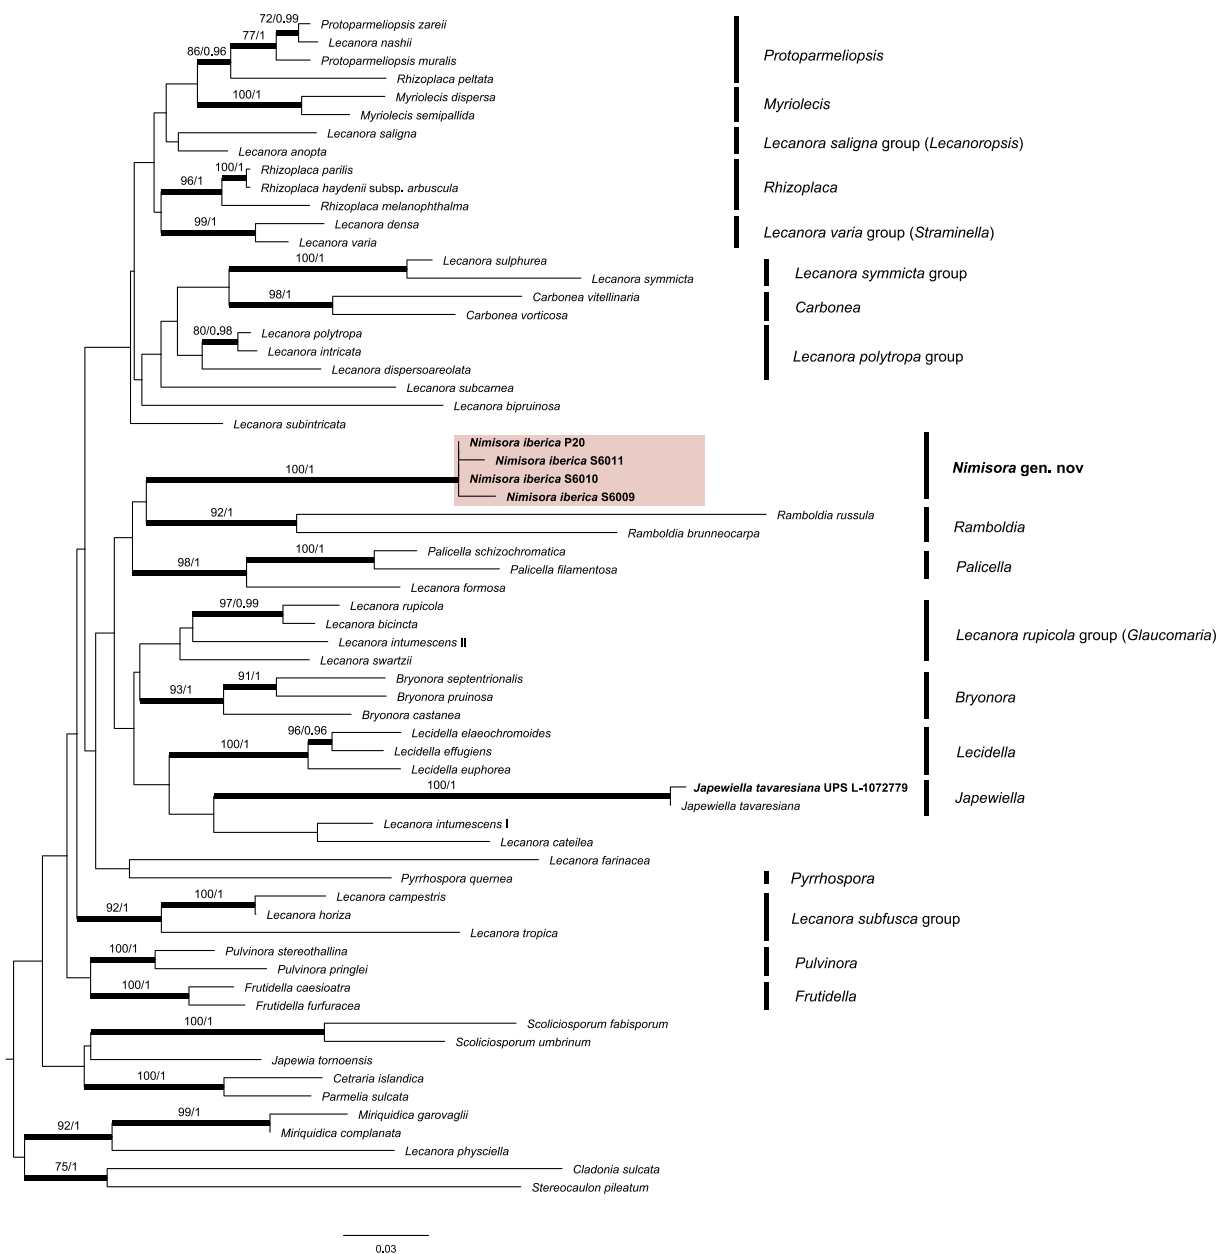 72/0.99
Protoparmeliopsis zareii
77/1
Lecanora nashii
86/0.96
Protoparmeliopsis muralis
Protoparmeliopsis
Rhizoplaca peltata
100/1
Myriolecis dispersa
Myriolecis
Myriolecis semipallida
Lecanora saligna
Lecanora saligna group (Lecanoropsis)
Lecanora anopta
100/1
Rhizoplaca parilis
96/1
Rhizoplaca haydenii subsp. arbuscula
Rhizoplaca
Rhizoplaca melanophthalma
99/1
Lecanora densa
Lecanora varia group (Straminella)
Lecanora varia
100/1
Lecanora sulphurea
Lecanora symmicta group
Lecanora symmicta
98/1
Carbonea vitellinaria
Carbonea
Carbonea vorticosa
80/0.98
Lecanora polytropa
Lecanora intricata
Lecanora polytropa group
Lecanora dispersoareolata
Lecanora subcarnea
Lecanora bipruinosa
Lecanora subintricata
Nimisora iberica P20
Nimisora iberica S6011
100/1
Nimisora gen. nov
Nimisora iberica S6010
Nimisora iberica S6009
92/1
Ramboldia russula
Ramboldia
Ramboldia brunneocarpa
100/1
Palicella schizochromatica
98/1
Palicella filamentosa
Palicella
Lecanora formosa
97/0.99
Lecanora rupicola
Lecanora bicincta
Lecanora rupicola group (Glaucomaria)
Lecanora intumescens II
Lecanora swartzii
91/1
Bryonora septentrionalis
93/1
Bryonora pruinosa
Bryonora
Bryonora castanea
96/0.96
Lecidella elaeochromoides
100/1
Lecidella effugiens
Lecidella
Lecidella euphorea
100/1
Japewiella tavaresiana UPS L-1072779
Japewiella
Japewiella tavaresiana
Lecanora intumescens I
Lecanora cateilea
Lecanora farinacea
Pyrrhospora quernea
Pyrrhospora
100/1
Lecanora campestris
92/1
Lecanora horiza
Lecanora subfusca group
Lecanora tropica
100/1
Pulvinora stereothallina
Pulvinora
Pulvinora pringlei
100/1
Frutidella caesioatra
Frutidella
Frutidella furfuracea
100/1
Scoliciosporum fabisporum
Scoliciosporum umbrinum
Japewia tornoensis
100/1
Cetraria islandica
Parmelia sulcata
99/1
Miriquidica garovaglii
92/1
Miriquidica complanata
Lecanora physciella
75/1
Cladonia sulcata
Stereocaulon pileatum
0.03